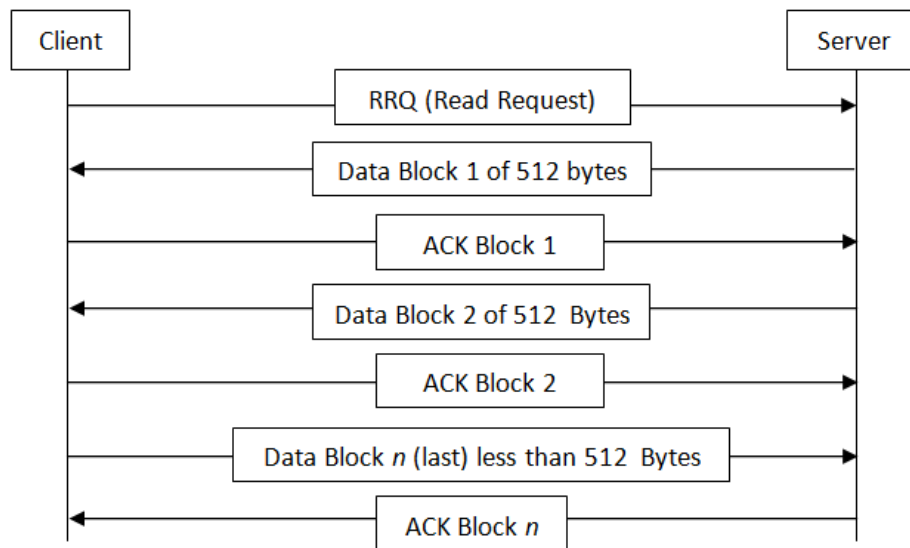 Client
Server
RRQ (Read Request)
Data Block 1 of 512 bytes
ACK Block 1
Data Block 2 of 512 Bytes
ACK Block 2
Data Block n (last) less than 512 Bytes
ACK Block n